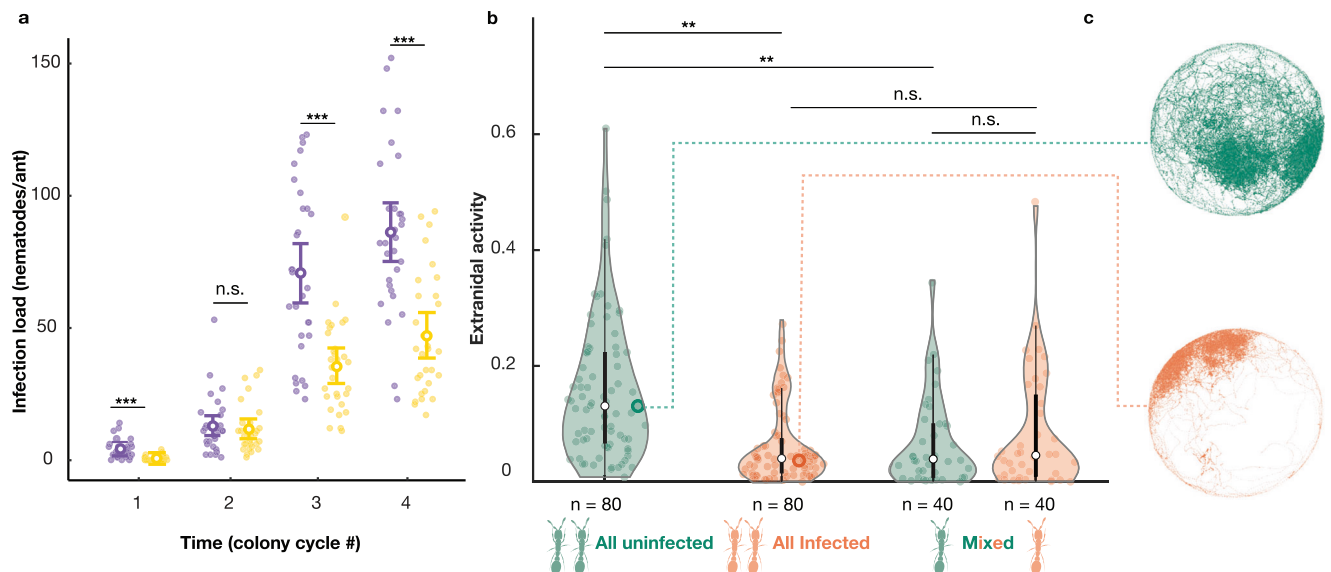 a
b
c
Infection load (nematodes/ant)
150
100
50
0
***
n.s.
***
***
1
2
3
4
Time (colony cycle #)
Extranidal activity
0.6
0.4
0.2
0
**
**
n.s.
n.s.
n = 80
n = 80
n = 40
n = 40
All uninfected
All Infected
Mixed